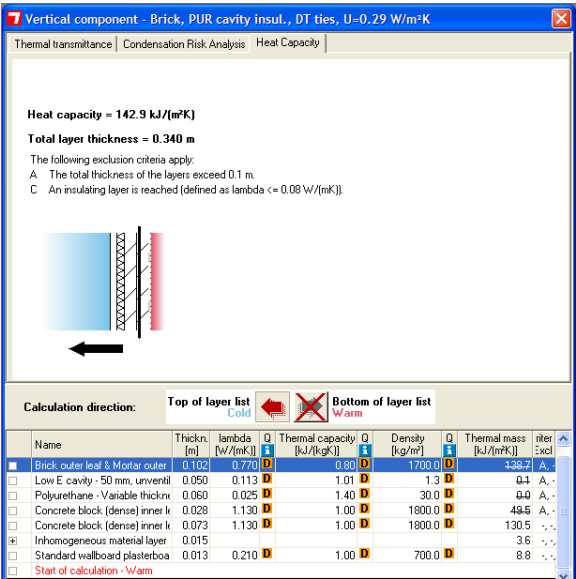 Vertical component - Brick, PUR cavity insul., DT ties, U=0.29 W/m²K
Thermal transmittance Condensation Risk Analysis Heat Capacity
Heat capacity = 142.9 kJ/(m²K)
Total layer thickness = 0.340 m
The following exclusion criteria apply:
A The total thickness of the layers exceed 0.1 m.
C An insulating layer is reached (defined as lambda <= 0.08 W/(mK)).
Calculation direction: Top of layer list Bottom of layer list
Cold Warm
Name Thickn. lambda Q Thermal capacity Q Density Q Thermal mass riter
[m] [W/(mK)] i [kJ/(kgK)] i [kg/m³] i [kJ/(m²K)] Excl
Brick outer leaf & Mortar outer 0.102 0.770 D 0.80 D 1700.0 D 138.7 A, -
Low E cavity - 50 mm, unventil 0.050 0.113 D 1.01 D 1.3 D 0.1 A, -
Polyurethane - Variable thickne 0.060 0.025 D 1.40 D 30.0 D 0.0 A, -
Concrete block (dense) inner le 0.028 1.130 D 1.00 D 1800.0 D 49.5 A, -
Concrete block (dense) inner le 0.073 1.130 D 1.00 D 1800.0 D 130.5 -, -,
Inhomogeneous material layer 0.015 3.6 -, -,
Standard wallboard plasterboa 0.013 0.210 D 1.00 D 700.0 D 8.8 -, -,
Start of calculation - Warm